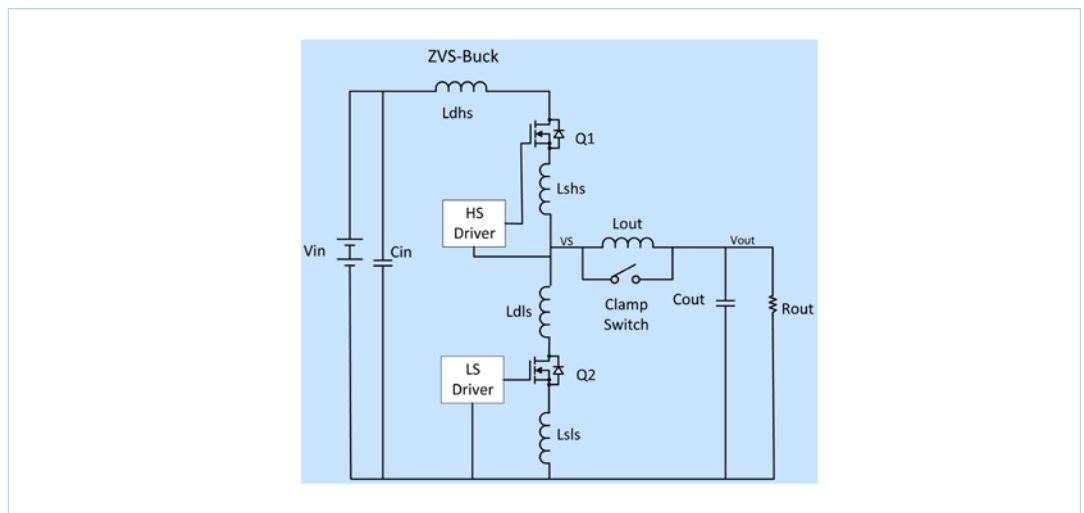 ZVS-Buck
Ldhs
Q1
Lshs
HS
Driver
Lout
VS
Vout
Vin
Cin
Clamp
Switch
Cout
Rout
Ldls
LS
Driver
Q2
Lsls